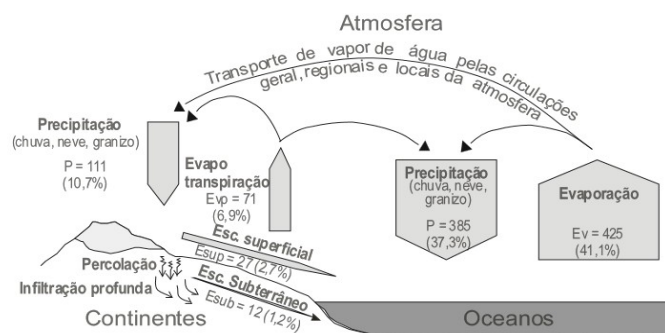 Atmosfera
Transporte de vapor de água pelas circulações
geral, regionais e locais da atmosfera
Precipitação
(chuva, neve, granizo)
P = 111
(10,7%)
Evapo
transpiração
Evp = 71
(6,9%)
Precipitação
(chuva, neve,
granizo)
P = 385
(37,3%)
Evaporação
Ev = 425
(41,1%)
Esc. superficial
Esup = 27 (2,7%)
Percolação
Infiltração profunda
Esc. Subterrâneo
Esub = 12 (1,2%)
Continentes
Oceanos